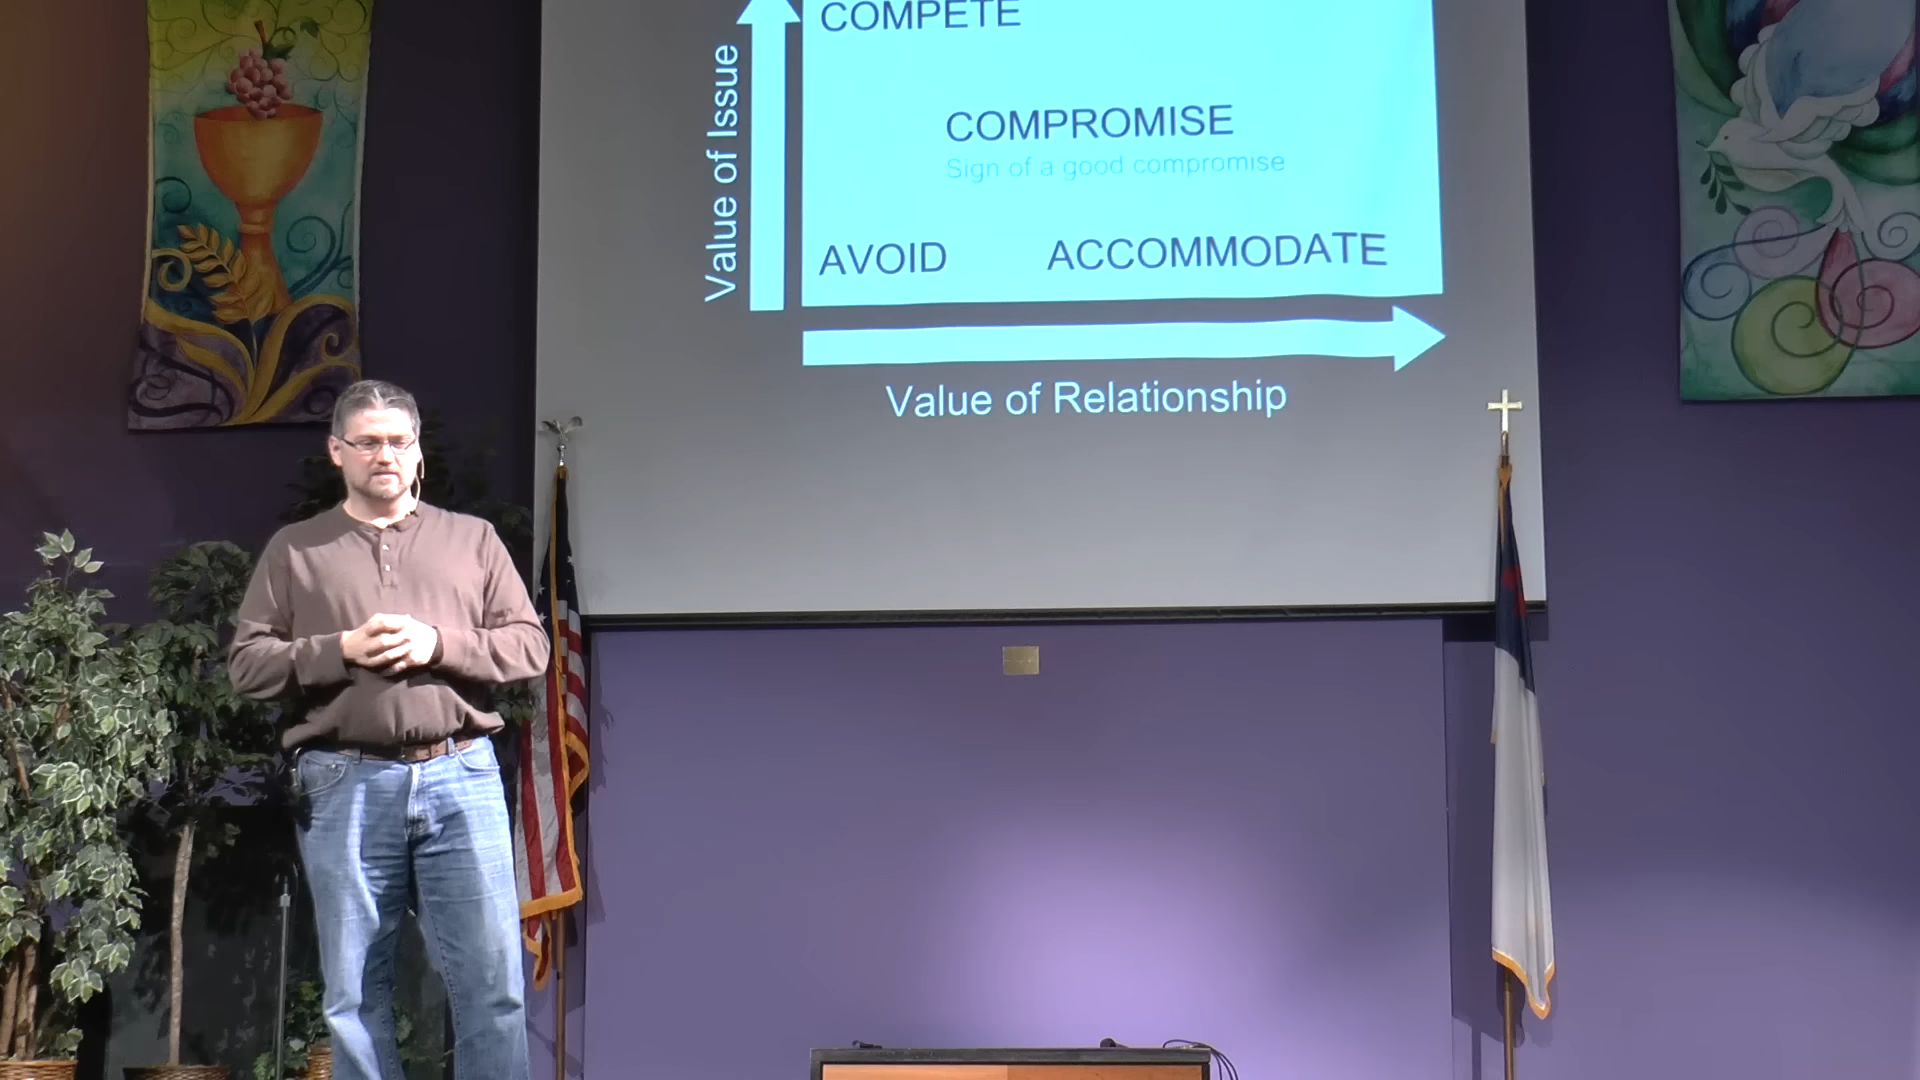 COMPETE
Value of Issue
COMPROMISE
Sign of a good compromise
AVOID
ACCOMMODATE
Value of Relationship